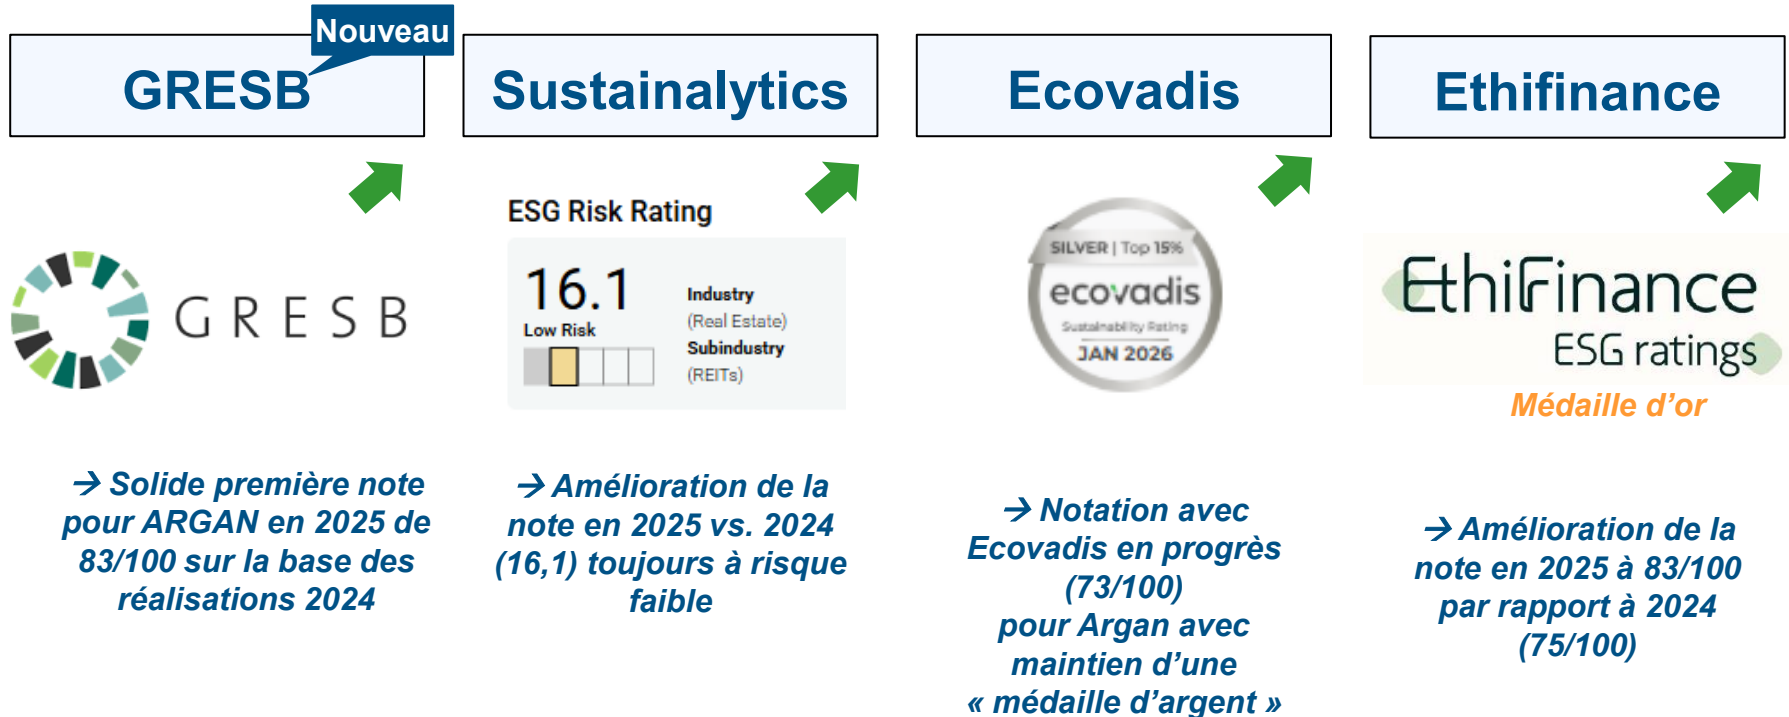 Nouveau
GRESB
Sustainalytics
Ecovadis
Ethifinance
GRESB
ESG Risk Rating
16.1
Low Risk
Industry
(Real Estate)
Subindustry
(REITs)
SILVER | Top 15%
ecovadis
Sustainability Rating
JAN 2026
EthiFinance
ESG ratings
Médaille d’or
→ Solide première note
pour ARGAN en 2025 de
83/100 sur la base des
réalisations 2024
→ Amélioration de la
note en 2025 vs. 2024
(16,1) toujours à risque
faible
→ Notation avec
Ecovadis en progrès
(73/100)
pour Argan avec
maintien d’une
« médaille d’argent »
→ Amélioration de la
note en 2025 à 83/100
par rapport à 2024
(75/100)